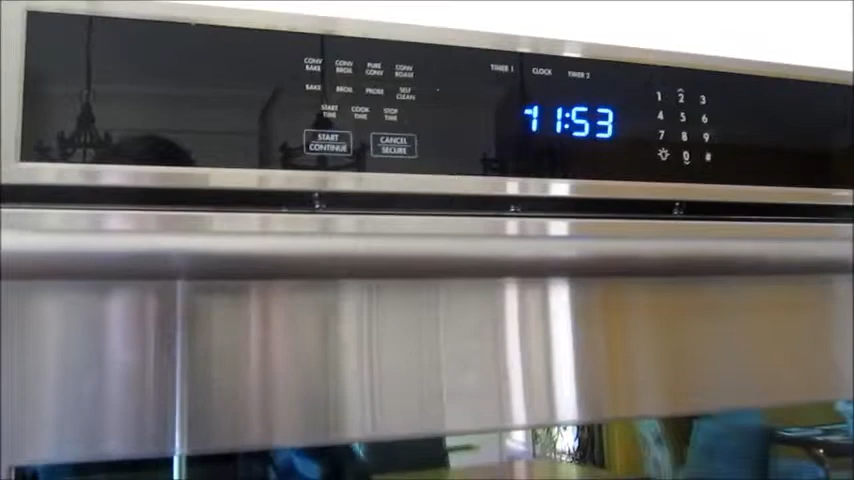 CONV BAKE CONV BROIL PURE CONV CONV ROAST
BAKE BROIL PROBE SELF CLEAN
START TIME COOK TIME STOP TIME
START CONTINUE CANCEL SECURE
TIMER 1 CLOCK TIMER 2
11:53
1 2 3
4 5 6
7 8 9
0 #